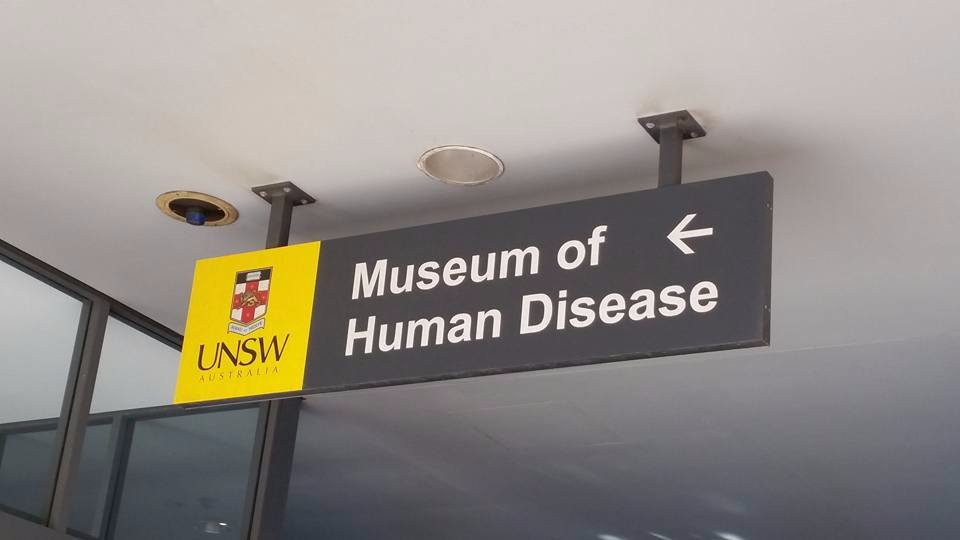 Museum of
Human Disease
UNSW
AUSTRALIA